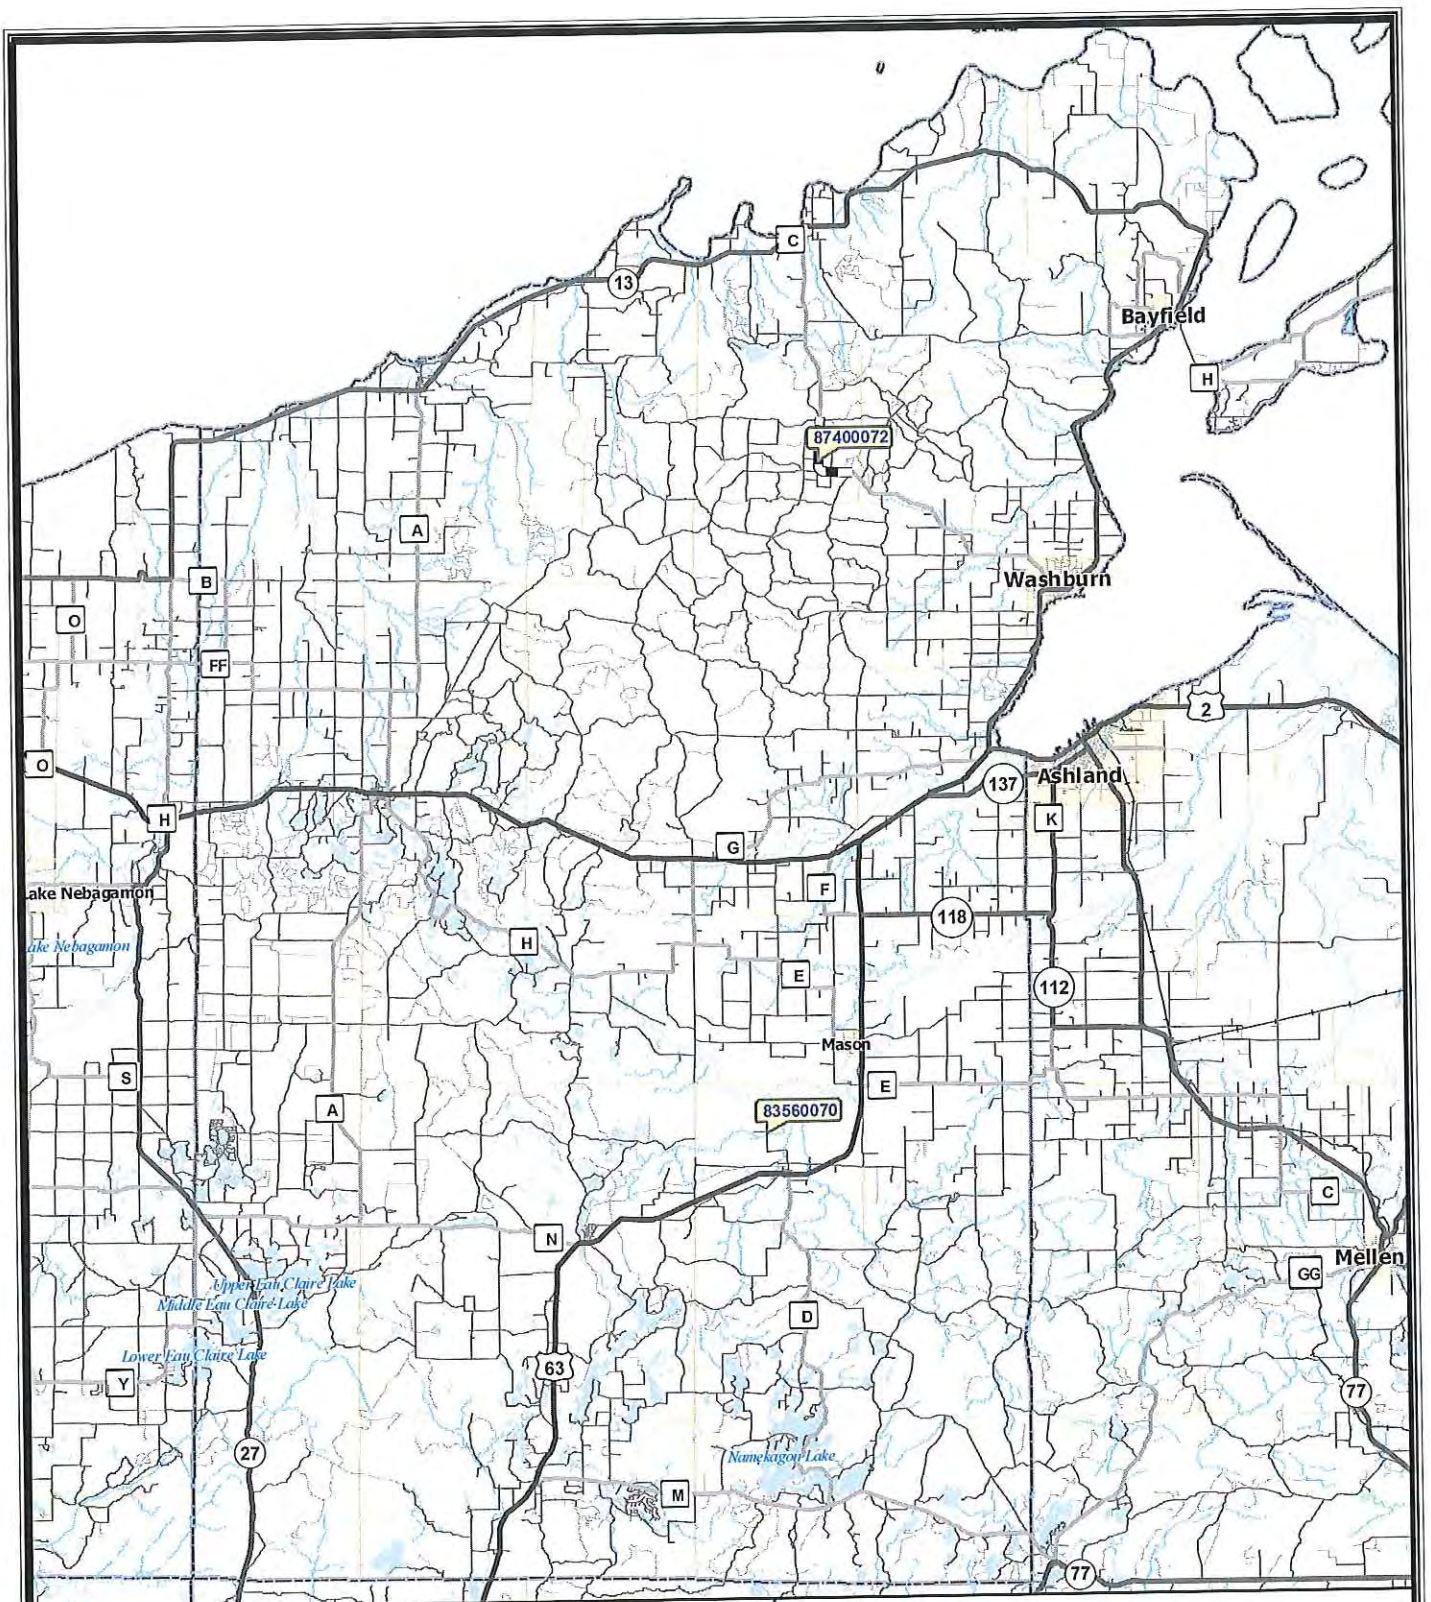 C
13
Bayfield
H
87400072
A
B
Washburn
O
FF
2
O
137
Ashland
H
K
G
F
Lake Nebagamon
118
Lake Nebagamon
H
E
112
Mason
S
E
A
83560070
C
N
Mellen
GG
Upper Eau Claire Lake
Middle Eau Claire Lake
D
Lower Eau Claire Lake
63
Y
77
27
Namekagon Lake
M
77